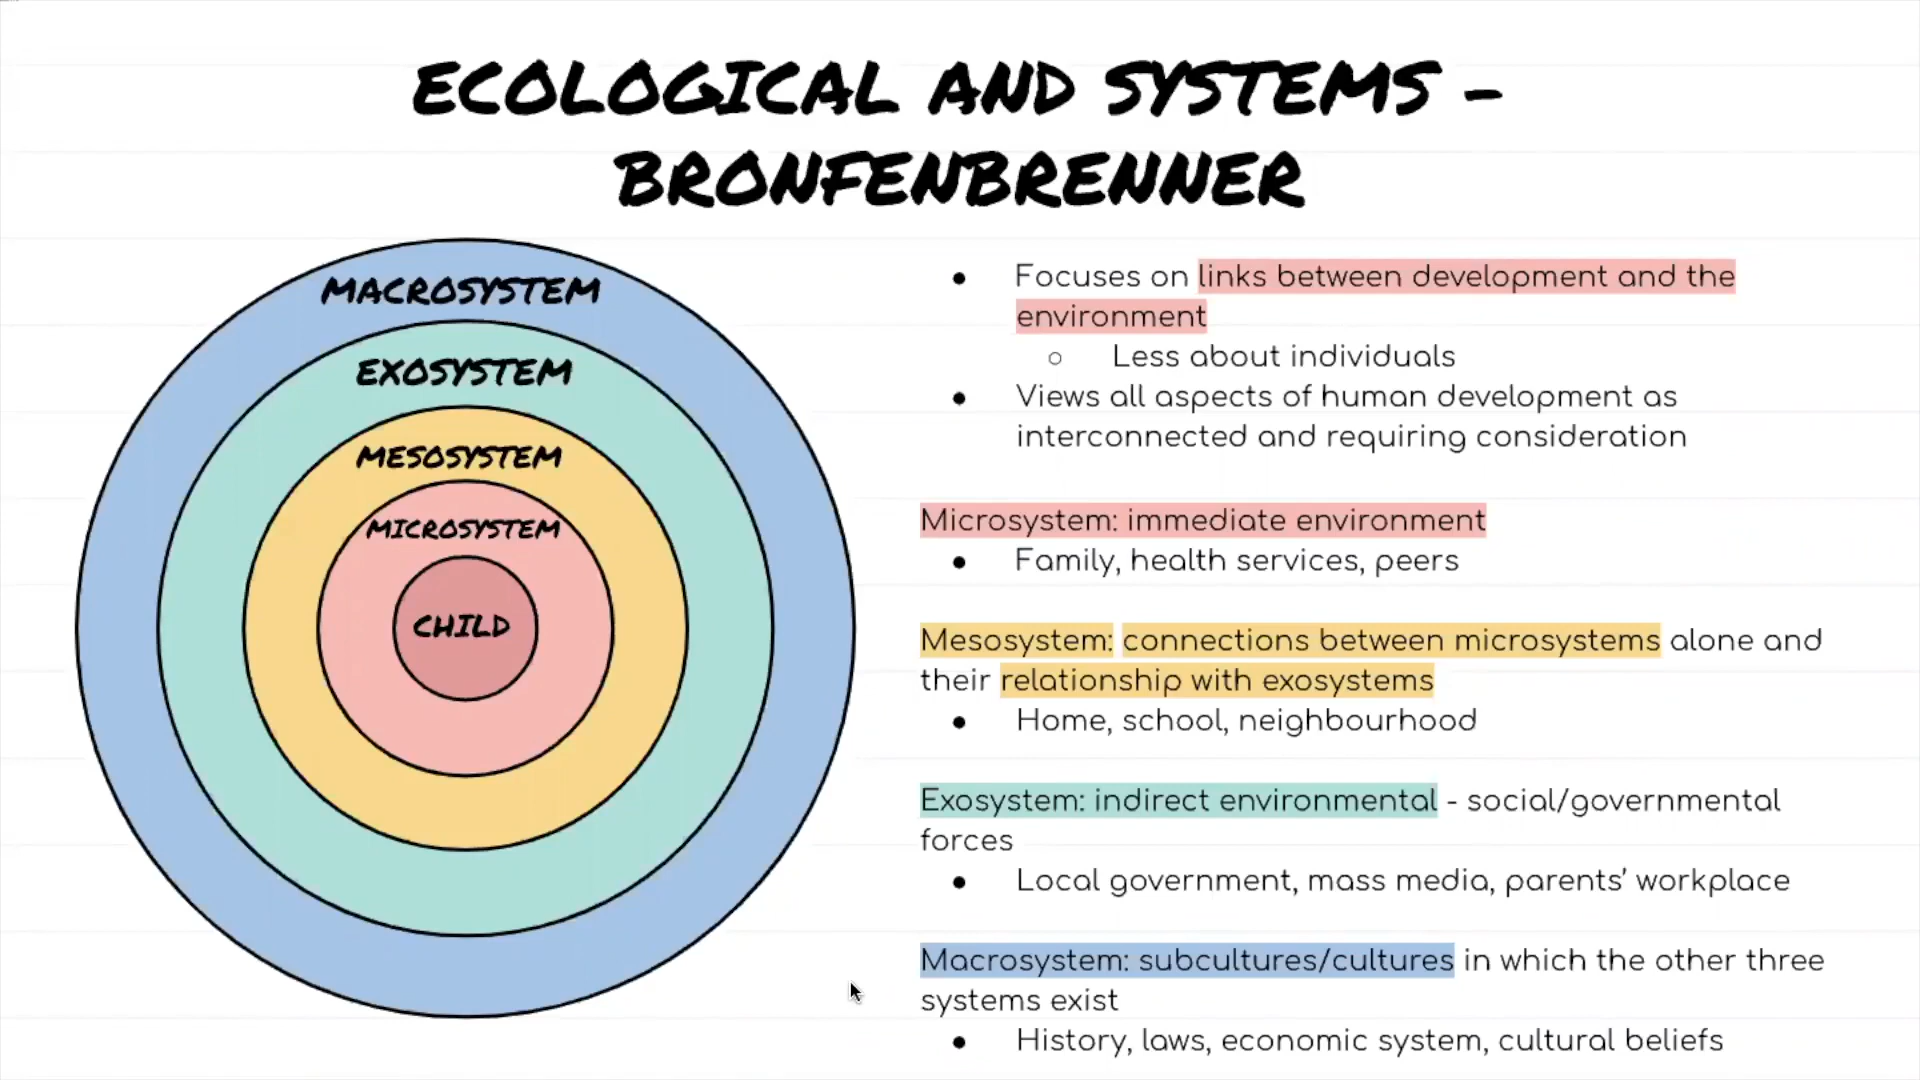 ECOLOGICAL AND SYSTEMS -
BRONFENBRENNER
MACROSYSTEM
EXOSYSTEM
MESOSYSTEM
MICROSYSTEM
CHILD
● Focuses on links between development and the
environment
○ Less about individuals
● Views all aspects of human development as
interconnected and requiring consideration
Microsystem: immediate environment
● Family, health services, peers
Mesosystem: connections between microsystems alone and
their relationship with exosystems
● Home, school, neighbourhood
Exosystem: indirect environmental - social/governmental
forces
● Local government, mass media, parents’ workplace
Macrosystem: subcultures/cultures in which the other three
systems exist
● History, laws, economic system, cultural beliefs